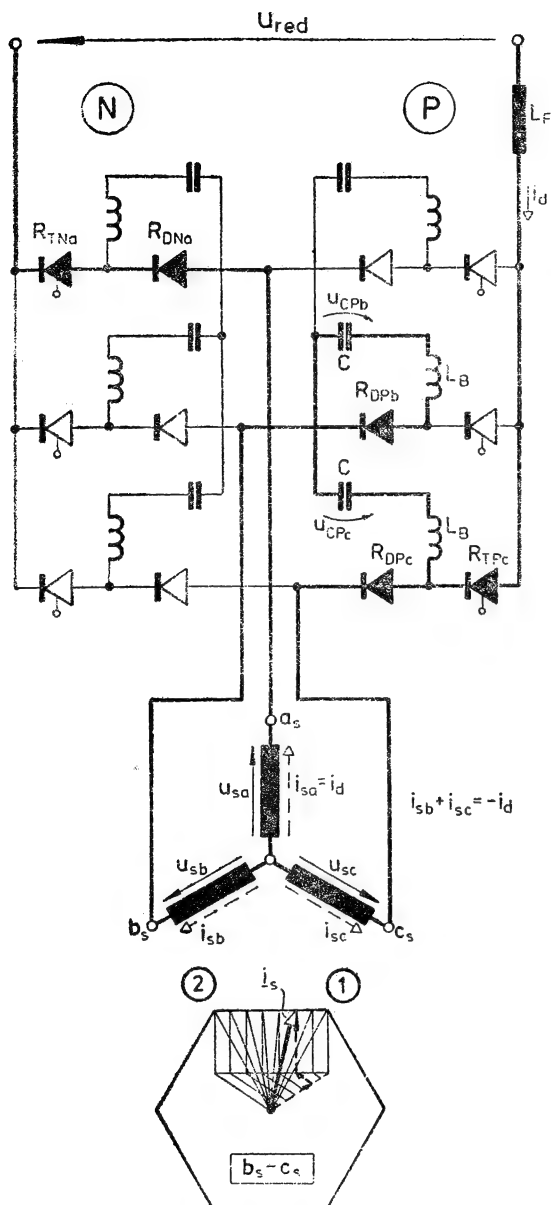 u_red
N P
L_F
i_d
R_TNa R_DNa
u_CPb
C
R_DPb L_B
C
u_CPc L_B
R_DPc R_TPc
a_s
u_sa i_sa=i_d
i_sb+i_sc=-i_d
u_sb u_sc
b_s i_sb i_sc c_s
2 i_s 1
b_s-c_s